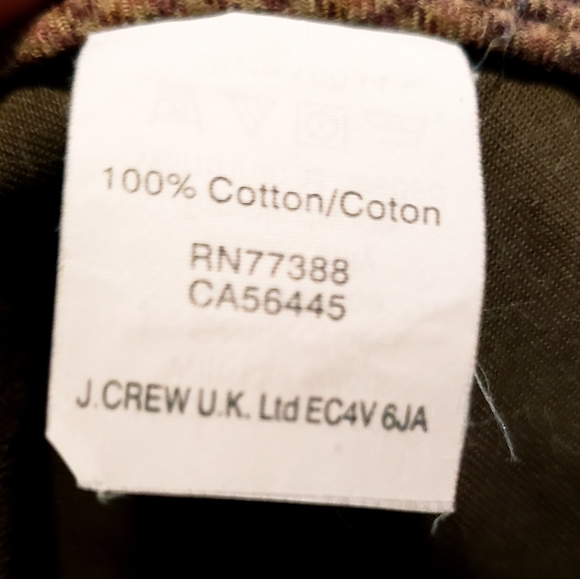 100% Cotton/Coton
RN77388
CA56445
J.CREW U.K. Ltd EC4V 6JA